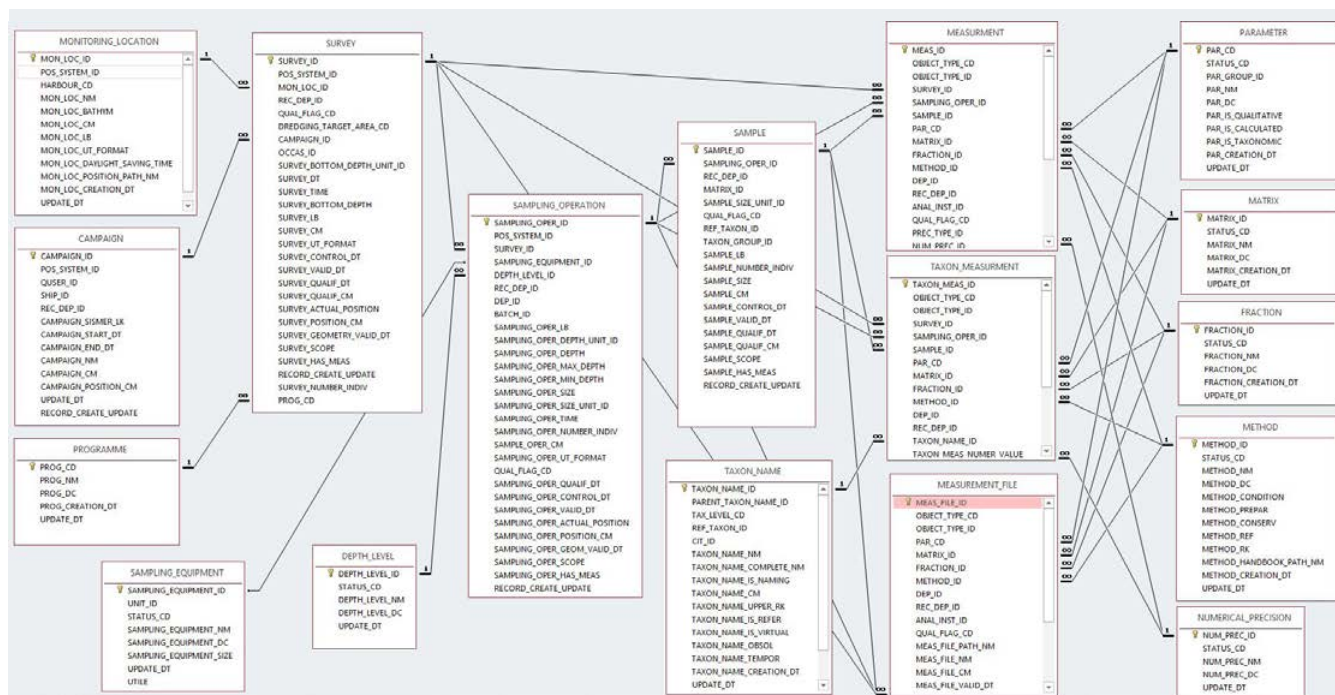 MONITORING_LOCATION
MON_LOC_ID
POS_SYSTEM_ID
HARBOUR_CD
MON_LOC_NM
MON_LOC_BATHYM
MON_LOC_CM
MON_LOC_LB
MON_LOC_UT_FORMAT
MON_LOC_DAYLIGHT_SAVING_TIME
MON_LOC_POSITION_PATH_NM
MON_LOC_CREATION_DT
UPDATE_DT
CAMPAIGN
CAMPAIGN_ID
POS_SYSTEM_ID
QUSER_ID
SHIP_ID
REC_DEP_ID
CAMPAIGN_SISMER_LK
CAMPAIGN_START_DT
CAMPAIGN_END_DT
CAMPAIGN_NM
CAMPAIGN_CM
CAMPAIGN_POSITION_CM
UPDATE_DT
RECORD_CREATE_UPDATE
PROGRAMME
PROG_CD
PROG_NM
PROG_DC
PROG_CREATION_DT
UPDATE_DT
SAMPLING_EQUIPMENT
SAMPLING_EQUIPMENT_ID
UNIT_ID
STATUS_CD
SAMPLING_EQUIPMENT_NM
SAMPLING_EQUIPMENT_DC
SAMPLING_EQUIPMENT_SIZE
UPDATE_DT
UTILE
SURVEY
SURVEY_ID
POS_SYSTEM_ID
MON_LOC_ID
REC_DEP_ID
QUAL_FLAG_CD
DREDGING_TARGET_AREA_CD
CAMPAIGN_ID
OCCAS_ID
SURVEY_BOTTOM_DEPTH_UNIT_ID
SURVEY_DT
SURVEY_TIME
SURVEY_BOTTOM_DEPTH
SURVEY_LB
SURVEY_CM
SURVEY_UT_FORMAT
SURVEY_CONTROL_DT
SURVEY_VALID_DT
SURVEY_QUALIF_DT
SURVEY_QUALIF_CM
SURVEY_ACTUAL_POSITION
SURVEY_POSITION_CM
SURVEY_GEOMETRY_VALID_DT
SURVEY_SCOPE
SURVEY_HAS_MEAS
RECORD_CREATE_UPDATE
SURVEY_NUMBER_INDIV
PROG_CD
DEPTH_LEVEL
DEPTH_LEVEL_ID
STATUS_CD
DEPTH_LEVEL_NM
DEPTH_LEVEL_DC
UPDATE_DT
SAMPLING_OPERATION
SAMPLING_OPER_ID
POS_SYSTEM_ID
SURVEY_ID
SAMPLING_EQUIPMENT_ID
DEPTH_LEVEL_ID
REC_DEP_ID
DEP_ID
BATCH_ID
SAMPLING_OPER_LB
SAMPLING_OPER_DEPTH_UNIT_ID
SAMPLING_OPER_DEPTH
SAMPLING_OPER_MAX_DEPTH
SAMPLING_OPER_MIN_DEPTH
SAMPLING_OPER_SIZE
SAMPLING_OPER_SIZE_UNIT_ID
SAMPLING_OPER_TIME
SAMPLING_OPER_NUMBER_INDIV
SAMPLE_OPER_CM
SAMPLING_OPER_UT_FORMAT
QUAL_FLAG_CD
SAMPLING_OPER_QUALIF_DT
SAMPLING_OPER_CONTROL_DT
SAMPLING_OPER_VALID_DT
SAMPLING_OPER_ACTUAL_POSITION
SAMPLING_OPER_POSITION_CM
SAMPLING_OPER_GEOM_VALID_DT
SAMPLING_OPER_SCOPE
SAMPLING_OPER_HAS_MEAS
RECORD_CREATE_UPDATE
SAMPLE
SAMPLE_ID
SAMPLING_OPER_ID
REC_DEP_ID
MATRIX_ID
SAMPLE_SIZE_UNIT_ID
QUAL_FLAG_CD
REF_TAXON_ID
TAXON_GROUP_ID
SAMPLE_LB
SAMPLE_NUMBER_INDIV
SAMPLE_SIZE
SAMPLE_CM
SAMPLE_CONTROL_DT
SAMPLE_VALID_DT
SAMPLE_QUALIF_DT
SAMPLE_QUALIF_CM
SAMPLE_SCOPE
SAMPLE_HAS_MEAS
RECORD_CREATE_UPDATE
TAXON_NAME
TAXON_NAME_ID
PARENT_TAXON_NAME_ID
TAX_LEVEL_CD
REF_TAXON_ID
CIT_ID
TAXON_NAME_NM
TAXON_NAME_COMPLETE_NM
TAXON_NAME_IS_NAMING
TAXON_NAME_CM
TAXON_NAME_UPPER_RK
TAXON_NAME_IS_REFER
TAXON_NAME_IS_VIRTUAL
TAXON_NAME_OBSOL
TAXON_NAME_TEMPOR
TAXON_NAME_CREATION_DT
UPDATE_DT
MEASURMENT
MEAS_ID
OBJECT_TYPE_CD
OBJECT_TYPE_ID
SURVEY_ID
SAMPLING_OPER_ID
SAMPLE_ID
PAR_CD
MATRIX_ID
FRACTION_ID
METHOD_ID
DEP_ID
REC_DEP_ID
ANAL_INST_ID
QUAL_FLAG_CD
PREC_TYPE_ID
NUM_PREC_ID
TAXON_MEASURMENT
TAXON_MEAS_ID
OBJECT_TYPE_CD
OBJECT_TYPE_ID
SURVEY_ID
SAMPLING_OPER_ID
SAMPLE_ID
PAR_CD
MATRIX_ID
FRACTION_ID
METHOD_ID
DEP_ID
REC_DEP_ID
TAXON_NAME_ID
TAXON_MEAS_NUMER_VALUE
MEASUREMENT_FILE
MEAS_FILE_ID
OBJECT_TYPE_CD
OBJECT_TYPE_ID
PAR_CD
MATRIX_ID
FRACTION_ID
METHOD_ID
DEP_ID
REC_DEP_ID
ANAL_INST_ID
QUAL_FLAG_CD
MEAS_FILE_PATH_NM
MEAS_FILE_NM
MEAS_FILE_CM
MEAS_FILE_VALID_DT
PARAMETER
PAR_CD
STATUS_CD
PAR_GROUP_ID
PAR_NM
PAR_DC
PAR_IS_QUALITATIVE
PAR_IS_CALCULATED
PAR_IS_TAXONOMIC
PAR_CREATION_DT
UPDATE_DT
MATRIX
MATRIX_ID
STATUS_CD
MATRIX_NM
MATRIX_DC
MATRIX_CREATION_DT
UPDATE_DT
FRACTION
FRACTION_ID
STATUS_CD
FRACTION_NM
FRACTION_DC
FRACTION_CREATION_DT
UPDATE_DT
METHOD
METHOD_ID
STATUS_CD
METHOD_NM
METHOD_DC
METHOD_CONDITION
METHOD_PREPAR
METHOD_CONSERV
METHOD_REF
METHOD_RK
METHOD_HANDBOOK_PATH_NM
METHOD_CREATION_DT
UPDATE_DT
NUMERICAL_PRECISION
NUM_PREC_ID
STATUS_CD
NUM_PREC_NM
NUM_PREC_DC
UPDATE_DT